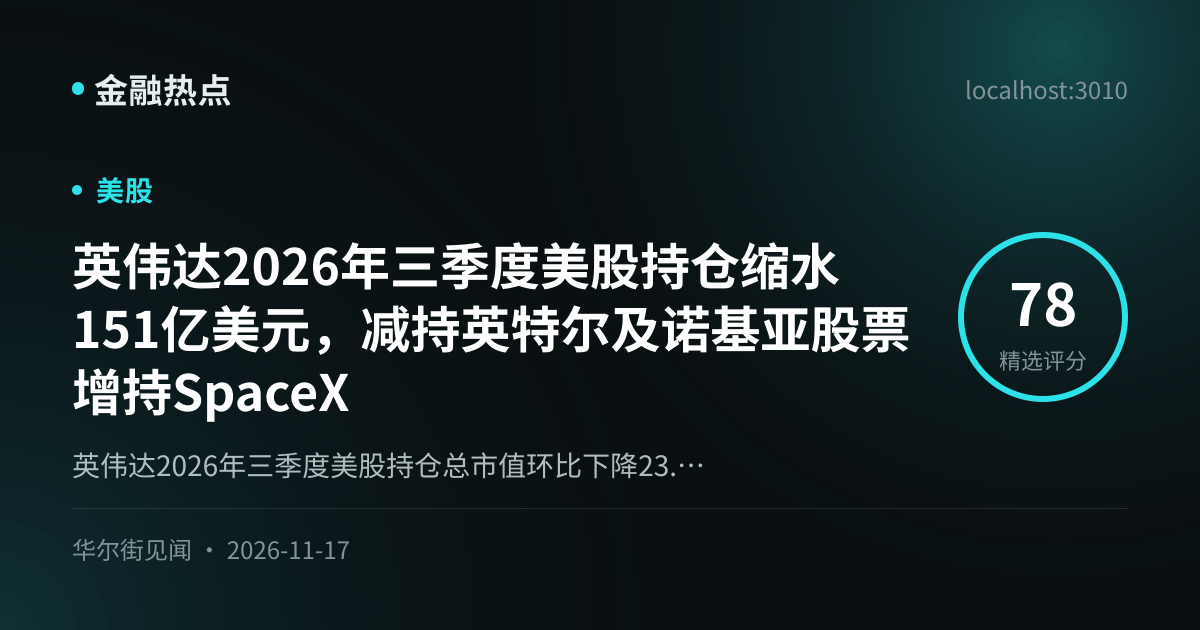 金融热点
localhost:3010
美股
英伟达2026年三季度美股持仓缩水
151亿美元，减持英特尔及诺基亚股票
增持SpaceX
78
精选评分
英伟达2026年三季度美股持仓总市值环比下降23.…
华尔街见闻 · 2026-11-17